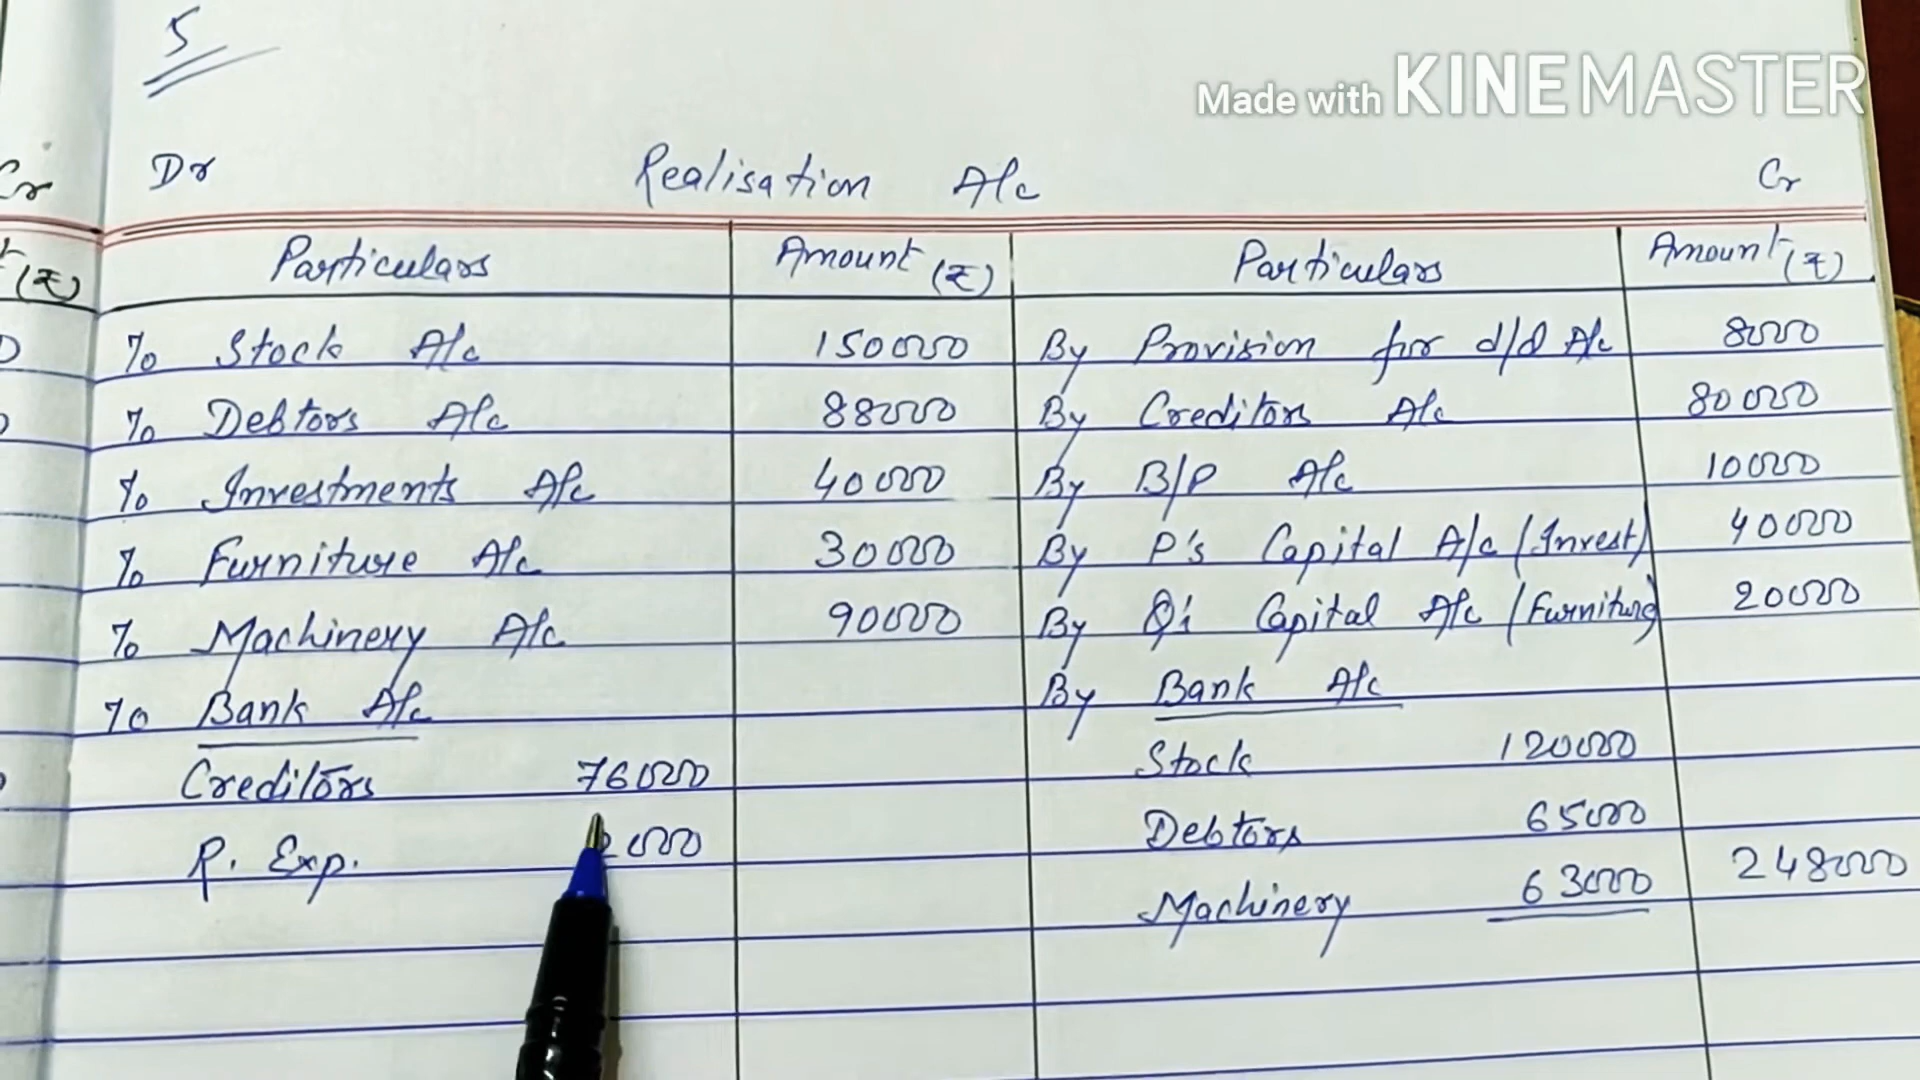 5
Made with KINEMASTER
Cr Dr Realisation A/c Cr
(₹) Particulars Amount (₹) Particulars Amount (₹)
To Stock A/c 150000 By Provision for d/d A/c 8000
To Debtors A/c 88000 By Creditors A/c 80000
To Investments A/c 40000 By B/P A/c 10000
To Furniture A/c 30000 By P's Capital A/c (Invest) 40000
To Machinery A/c 90000 By Q's Capital A/c (Furniture) 20000
To Bank A/c By Bank A/c
Creditors 76000 Stock 120000
R. Exp. 2000 Debtors 65000
Machinery 63000 248000